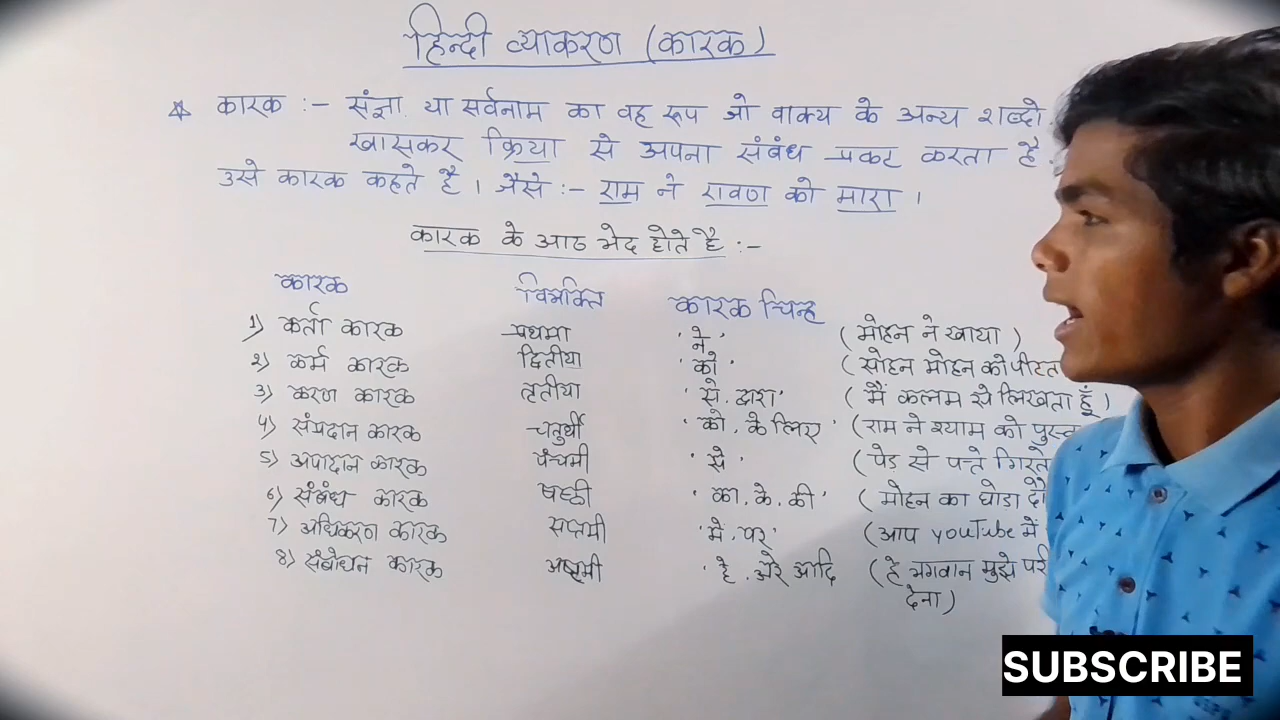 हिन्दी व्याकरण (कारक)
कारक :- संज्ञा या सर्वनाम का वह रूप जो वाक्य के अन्य शब्दो
खासकर क्रिया से अपना संबंध प्रकट करता है।
उसे कारक कहते है। जैसे :- राम ने रावण को मारा।
कारक के आठ भेद होते है :-
कारक विभक्ति कारक चिन्ह
1) कर्ता कारक प्रथमा 'ने' (मोहन ने खाया)
2) कर्म कारक द्वितीया 'को' (सोहन मोहन को पीटता
3) करण कारक तृतीया 'से, द्वारा' (मैं कलम से लिखता हूँ)
4) संप्रदान कारक चतुर्थी 'को, के लिए' (राम ने श्याम को
5) अपादान कारक पंचमी 'से' (पेड से पत्ते गिरते
6) संबंध कारक षष्ठी 'का, के, की' (मोहन का घोडा
7) अधिकरण कारक सप्तमी 'में, पर' (आप YouTube में
8) संबोधन कारक अष्टमी 'हे, अरे आदि (हे भगवान मुझे
देना)
SUBSCRIBE